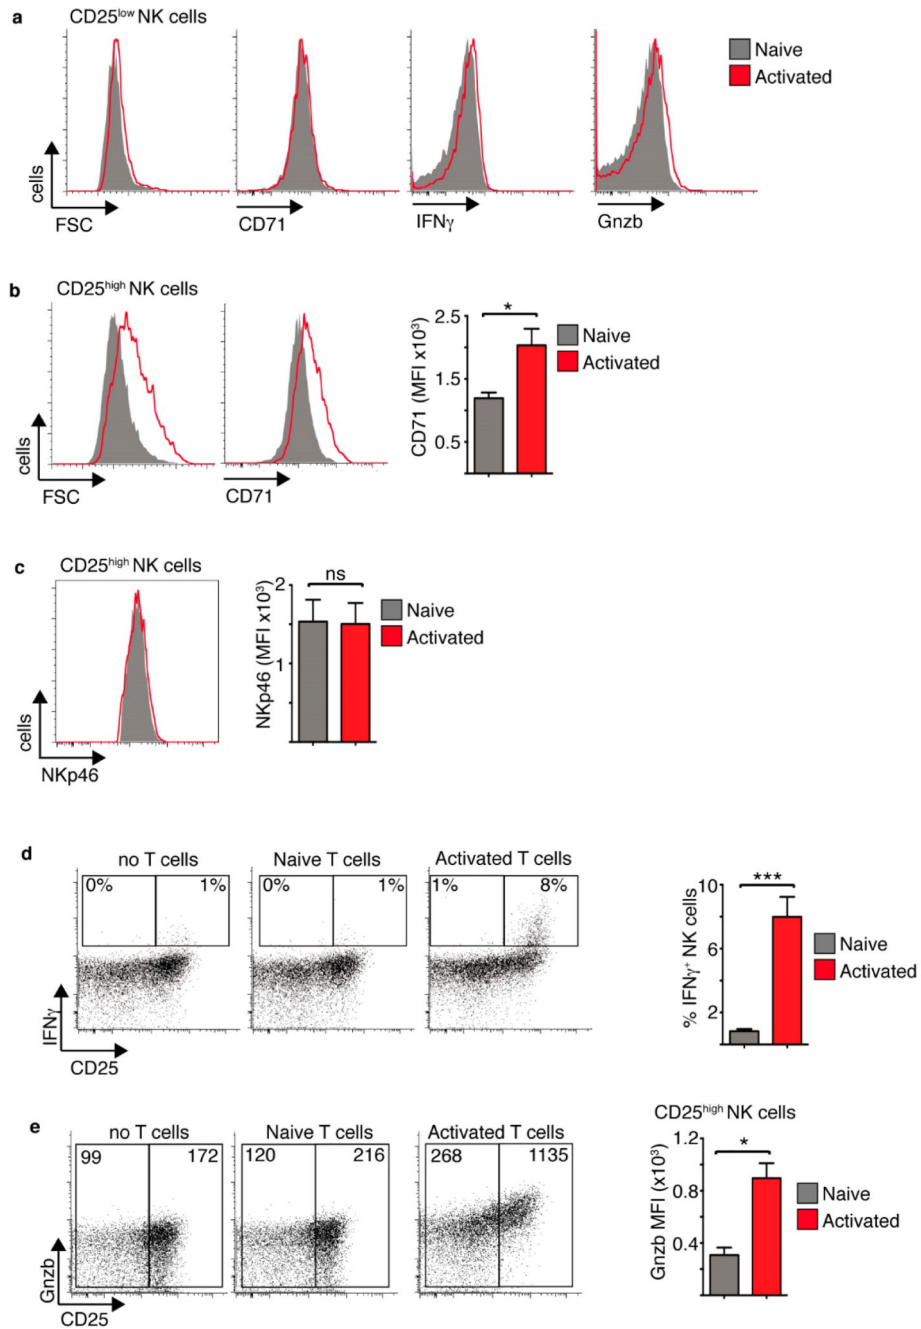 a
CD25low NK cells
Naive
Activated
cells
FSC
CD71
IFNγ
Gnzb
b
CD25high NK cells
cells
FSC
CD71
CD71 (MFI x10³)
2.5
1.5
0.5
*
Naive
Activated
c
CD25high NK cells
cells
NKp46
NKp46 (MFI x10³)
2
1
ns
Naive
Activated
d
no T cells
Naive T cells
Activated T cells
0% 1%
0% 1%
1% 8%
IFNγ
CD25
% IFNγ⁺ NK cells
10
6
2
***
Naive
Activated
e
no T cells
Naive T cells
Activated T cells
99 172
120 216
268 1135
Gnzb
CD25
CD25high NK cells
Gnzb MFI (x10³)
1.2
0.8
0.4
*
Naive
Activated